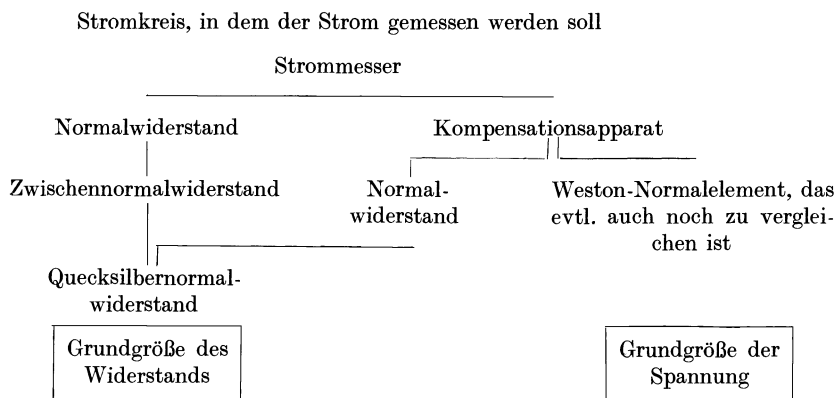 Stromkreis, in dem der Strom gemessen werden soll
Strommesser
Normalwiderstand
Kompensationsapparat
Zwischennormalwiderstand
Normal-
widerstand
Weston-Normalelement, das
evtl. auch noch zu verglei-
chen ist
Quecksilbernormal-
widerstand
Grundgröße des
Widerstands
Grundgröße der
Spannung